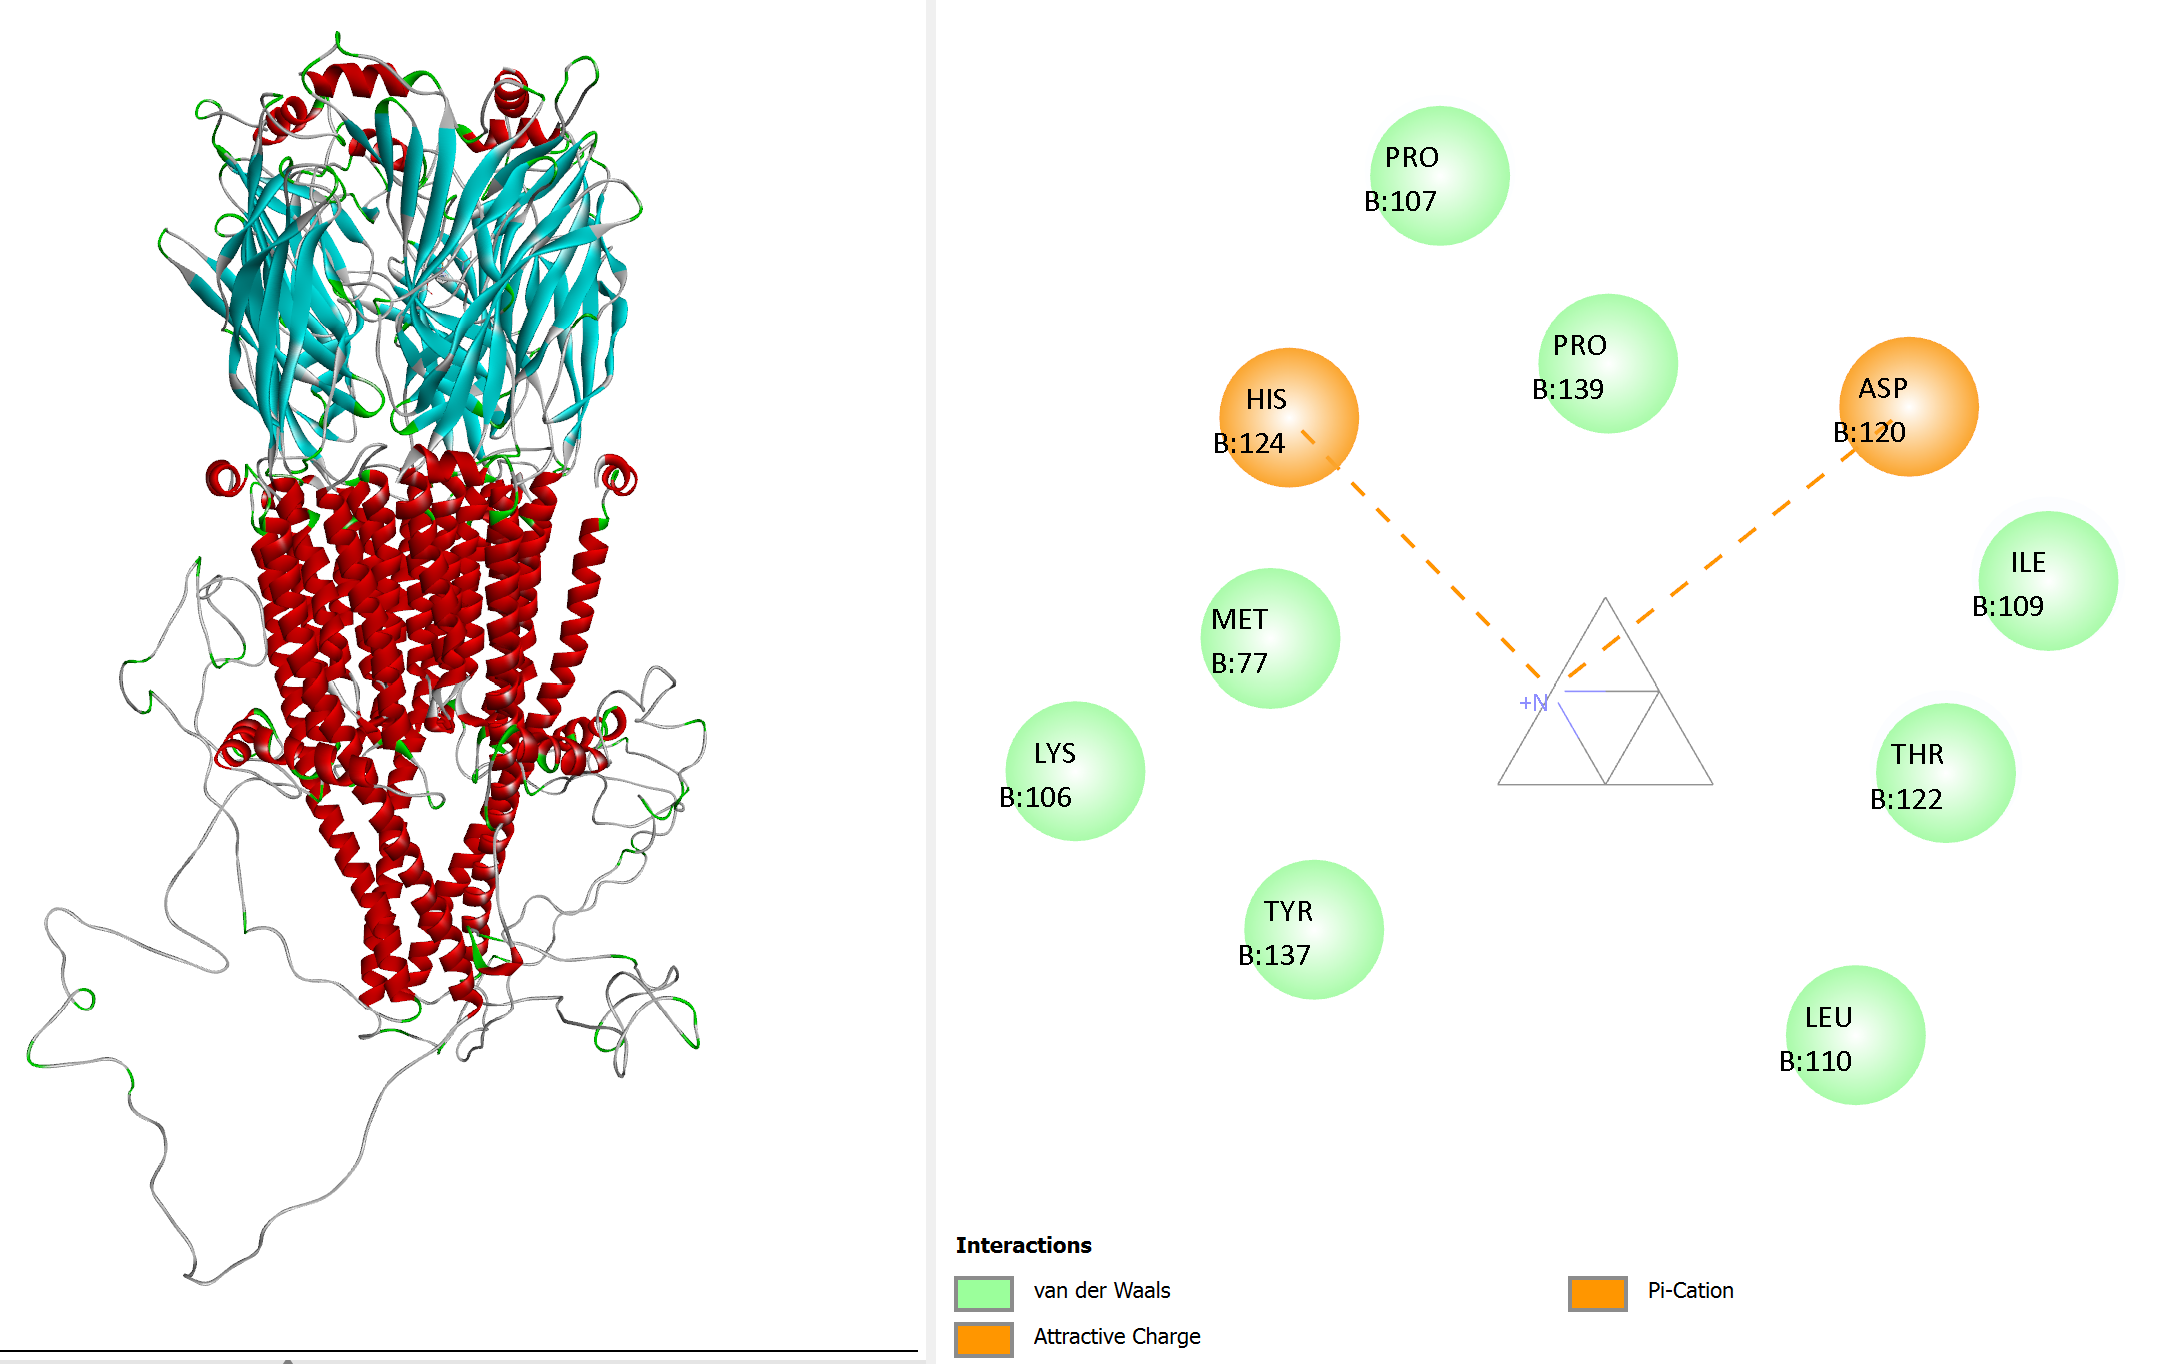 PRO
B:107
PRO
B:139
HIS
B:124
ASP
B:120
ILE
B:109
MET
B:77
+N
LYS
B:106
THR
B:122
TYR
B:137
LEU
B:110
Interactions
van der Waals
Pi-Cation
Attractive Charge